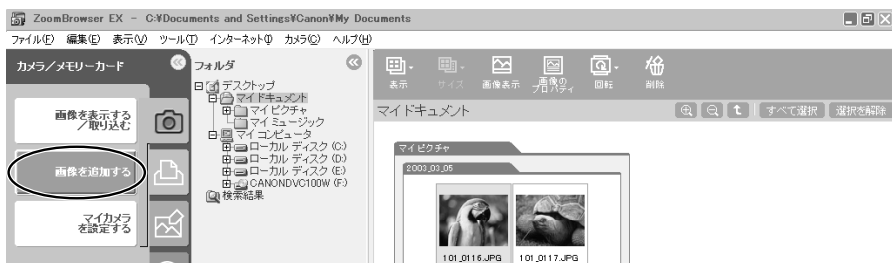 ZoomBrowser EX - C:¥Documents and Settings¥Canon¥My Documents
ファイル(F) 編集(E) 表示(V) ツール(T) インターネット(I) カメラ(C) ヘルプ(H)
カメラ／メモリーカード
画像を表示する
／取り込む
画像を追加する
マイカメラ
を設定する
フォルダ
デスクトップ
マイドキュメント
マイピクチャ
マイミュージック
マイコンピュータ
ローカル ディスク (C:)
ローカル ディスク (D:)
ローカル ディスク (E:)
CANONDVC100W (F:)
検索結果
表示 サイズ 画像表示 画像の プロパティ 回転 削除
マイドキュメント
すべて選択 選択を解除
マイピクチャ
2003_03_05
101_0116.JPG 101_0117.JPG